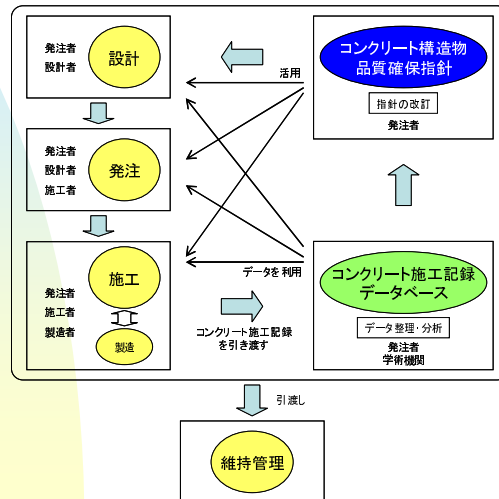 発注者
設計者
設計
活用
コンクリート構造物
品質確保指針
指針の改訂
発注者
発注者
設計者
施工者
発注
発注者
施工者
製造者
施工
製造
データを利用
コンクリート施工記録
を引き渡す
コンクリート施工記録
データベース
データ整理・分析
発注者
学術機関
引渡し
維持管理